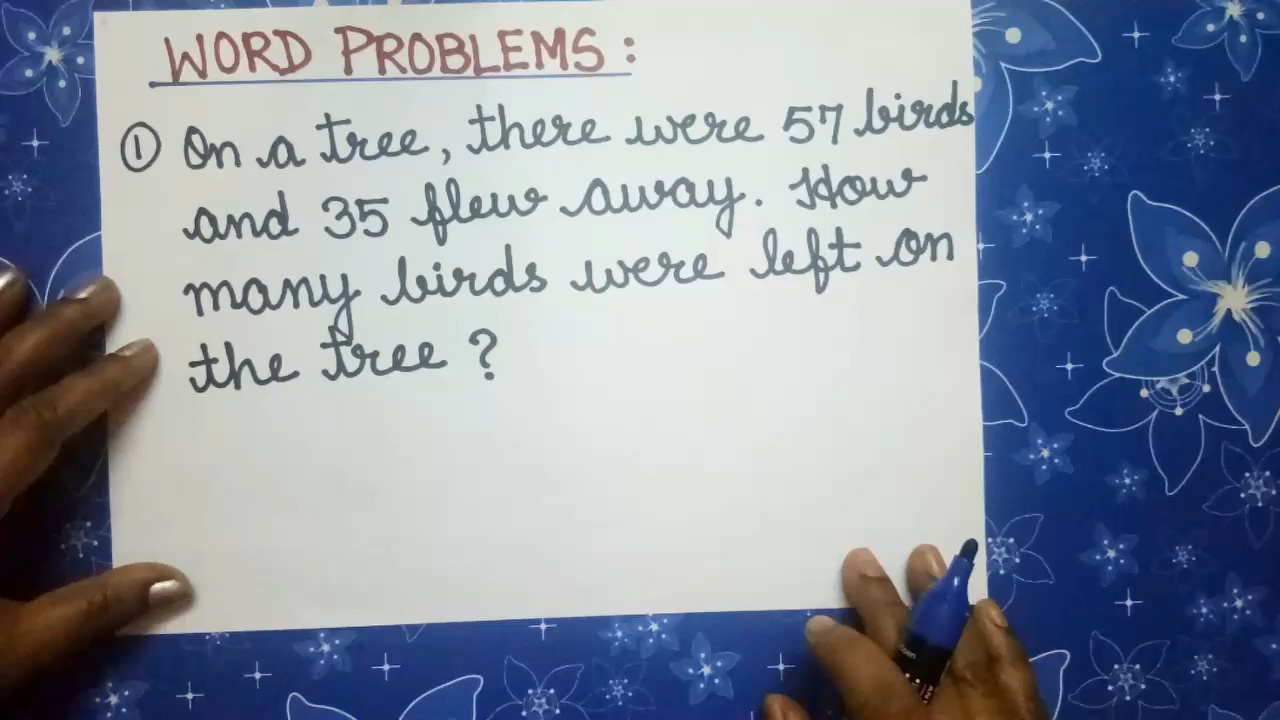 WORD PROBLEMS:
① On a tree, there were 57 birds
and 35 flew away. How
many birds were left on
the tree?